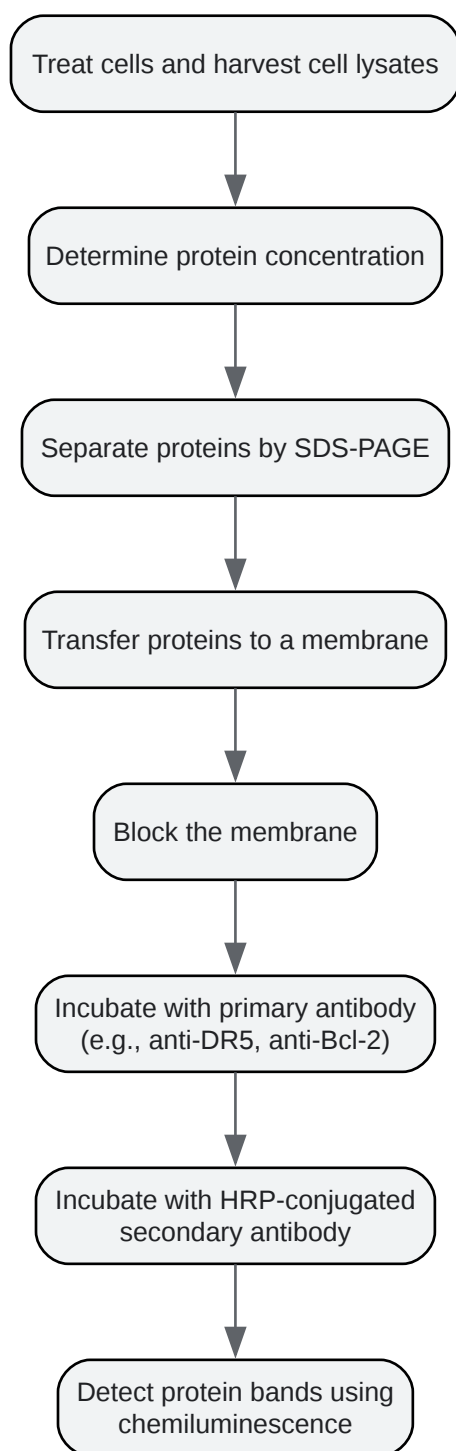 Treat cells and harvest cell lysates
Determine protein concentration
Separate proteins by SDS-PAGE
Transfer proteins to a membrane
Block the membrane
Incubate with primary antibody
(e.g., anti-DR5, anti-Bcl-2)
Incubate with HRP-conjugated
secondary antibody
Detect protein bands using
chemiluminescence